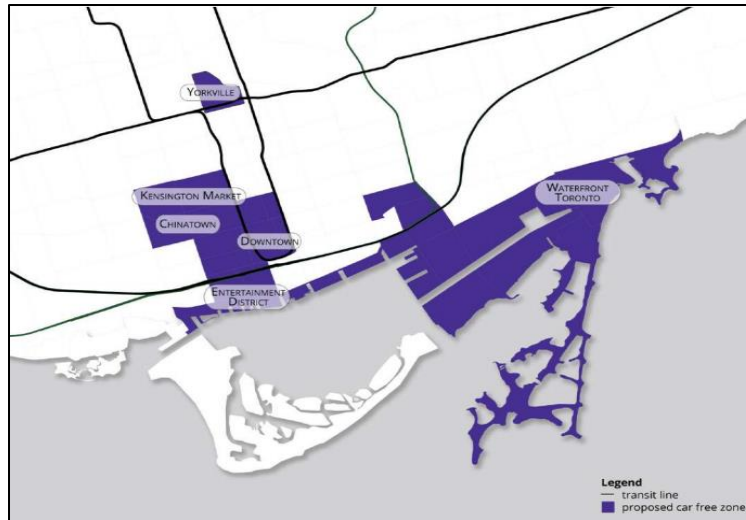 YORKVILLE
KENSINGTON MARKET
CHINATOWN
DOWNTOWN
ENTERTAINMENT
DISTRICT
WATERFRONT
TORONTO
Legend
transit line
proposed car free zone